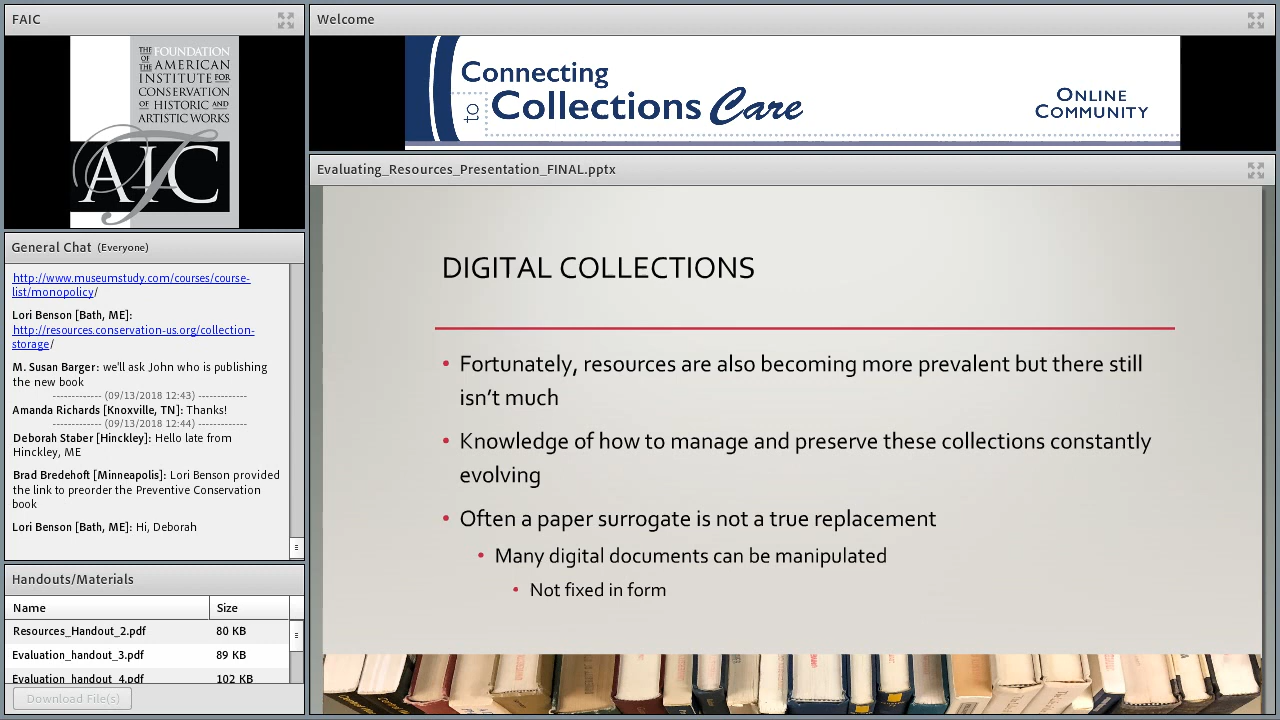 FAIC
THE FOUNDATION
OF THE AMERICAN
INSTITUTE FOR
CONSERVATION
OF HISTORIC AND
ARTISTIC WORKS
AIC
General Chat (Everyone)
http://www.museumstudy.com/courses/course-
list/monopolicy/
Lori Benson [Bath, ME]:
http://resources.conservation-us.org/collection-
storage/
M. Susan Barger: we'll ask John who is publishing
the new book
------------- (09/13/2018 12:43) -------------
Amanda Richards [Knoxville, TN]: Thanks!
------------- (09/13/2018 12:44) -------------
Deborah Staber [Hinckley]: Hello late from
Hinckley, ME
Brad Bredehoft [Minneapolis]: Lori Benson provided
the link to preorder the Preventive Conservation
book
Lori Benson [Bath, ME]: Hi, Deborah
Handouts/Materials
Name Size
Resources_Handout_2.pdf 80 KB
Evaluation_handout_3.pdf 89 KB
Evaluation_handout_4.pdf 102 KB
Download File(s)
Welcome
Connecting
to Collections Care
ONLINE
COMMUNITY
Evaluating_Resources_Presentation_FINAL.pptx
DIGITAL COLLECTIONS
• Fortunately, resources are also becoming more prevalent but there still
isn't much
• Knowledge of how to manage and preserve these collections constantly
evolving
• Often a paper surrogate is not a true replacement
• Many digital documents can be manipulated
• Not fixed in form